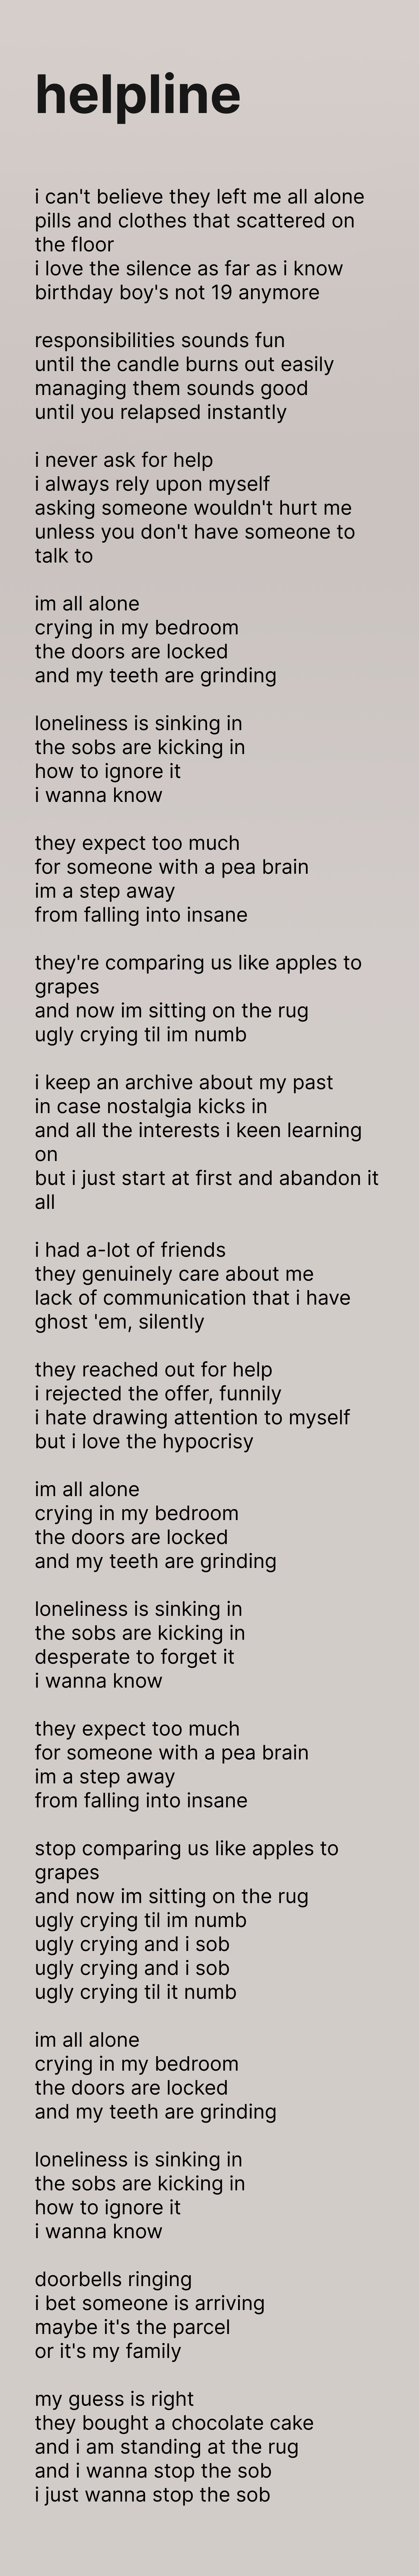 helpline
i can't believe they left me all alone
pills and clothes that scattered on
the floor
i love the silence as far as i know
birthday boy's not 19 anymore
responsibilities sounds fun
until the candle burns out easily
managing them sounds good
until you relapsed instantly
i never ask for help
i always rely upon myself
asking someone wouldn't hurt me
unless you don't have someone to
talk to
im all alone
crying in my bedroom
the doors are locked
and my teeth are grinding
loneliness is sinking in
the sobs are kicking in
how to ignore it
i wanna know
they expect too much
for someone with a pea brain
im a step away
from falling into insane
they're comparing us like apples to
grapes
and now im sitting on the rug
ugly crying til im numb
i keep an archive about my past
in case nostalgia kicks in
and all the interests i keen learning
on
but i just start at first and abandon it
all
i had a-lot of friends
they genuinely care about me
lack of communication that i have
ghost 'em, silently
they reached out for help
i rejected the offer, funnily
i hate drawing attention to myself
but i love the hypocrisy
im all alone
crying in my bedroom
the doors are locked
and my teeth are grinding
loneliness is sinking in
the sobs are kicking in
desperate to forget it
i wanna know
they expect too much
for someone with a pea brain
im a step away
from falling into insane
stop comparing us like apples to
grapes
and now im sitting on the rug
ugly crying til im numb
ugly crying and i sob
ugly crying and i sob
ugly crying til it numb
im all alone
crying in my bedroom
the doors are locked
and my teeth are grinding
loneliness is sinking in
the sobs are kicking in
how to ignore it
i wanna know
doorbells ringing
i bet someone is arriving
maybe it's the parcel
or it's my family
my guess is right
they bought a chocolate cake
and i am standing at the rug
and i wanna stop the sob
i just wanna stop the sob